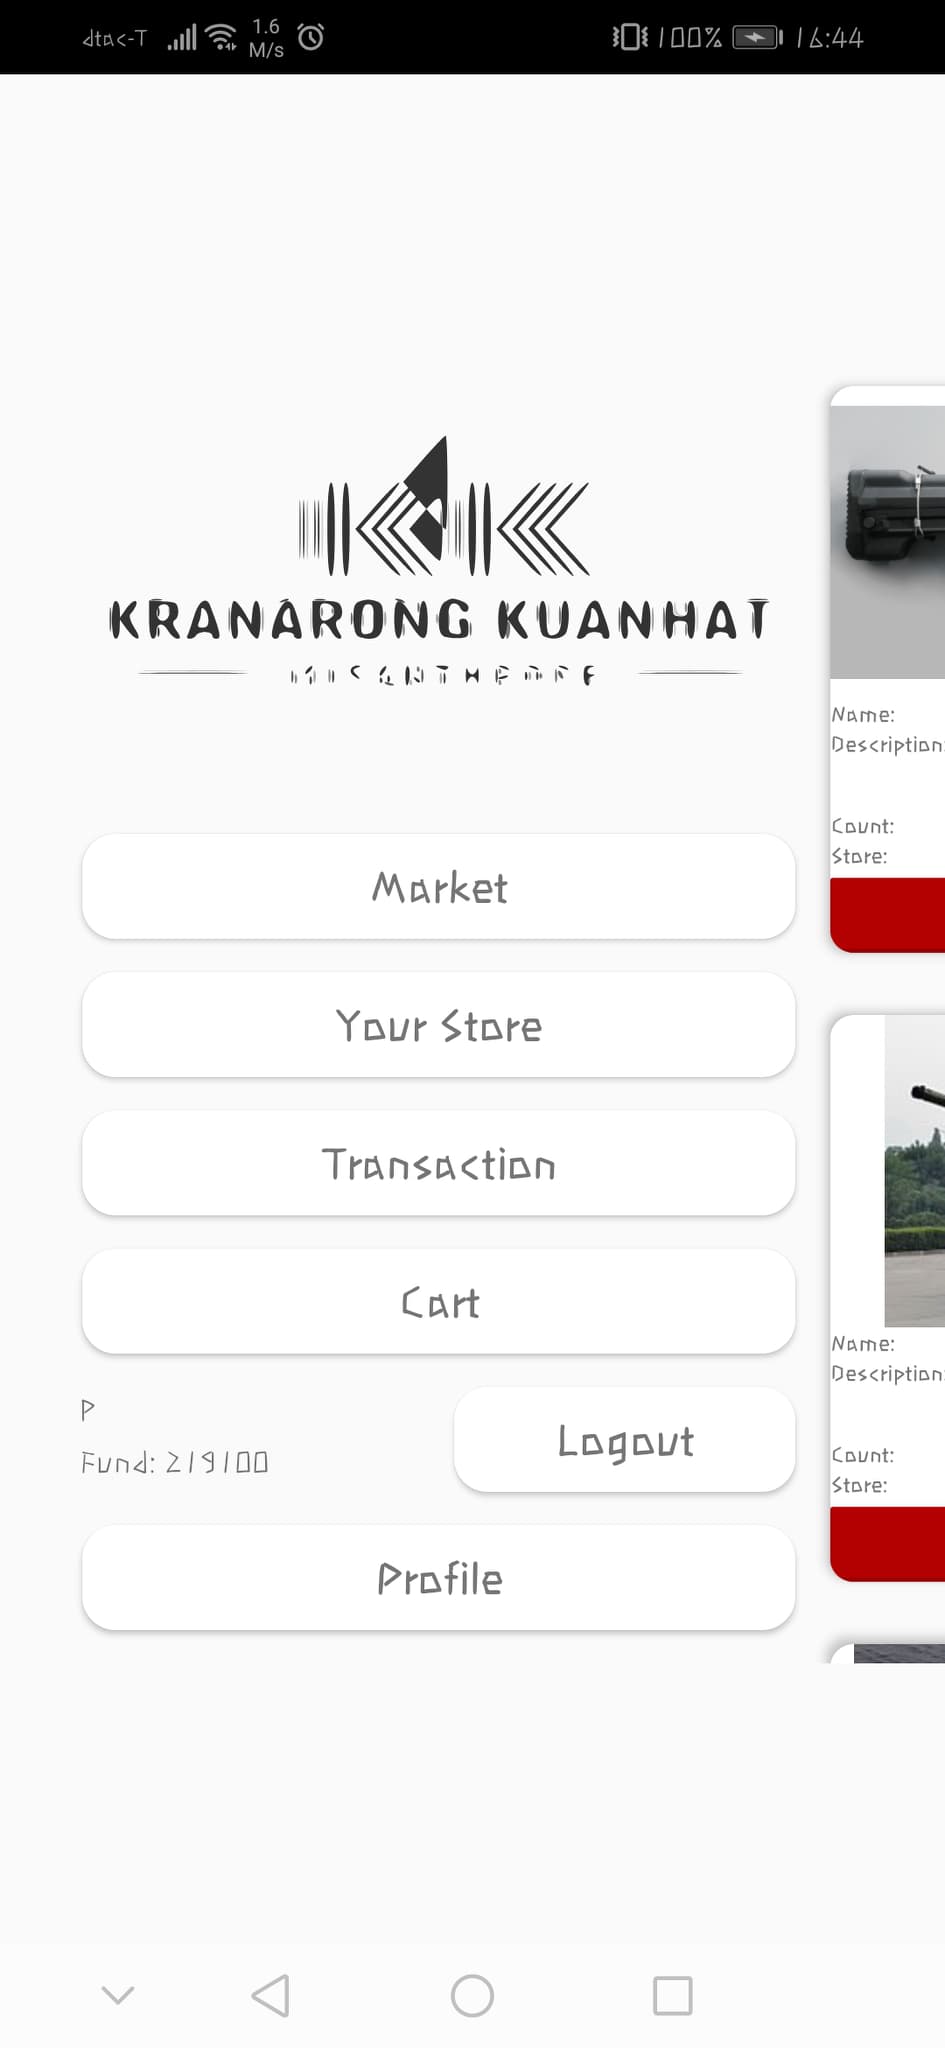 dtac-T
1.6
M/s
100%
16:44
KRANARONG KUANHAT
Name:
Description:
Count:
Store:
Market
Your Store
Transaction
Cart
P
Fund: 219100
Logout
Profile
Name:
Description:
Count:
Store: